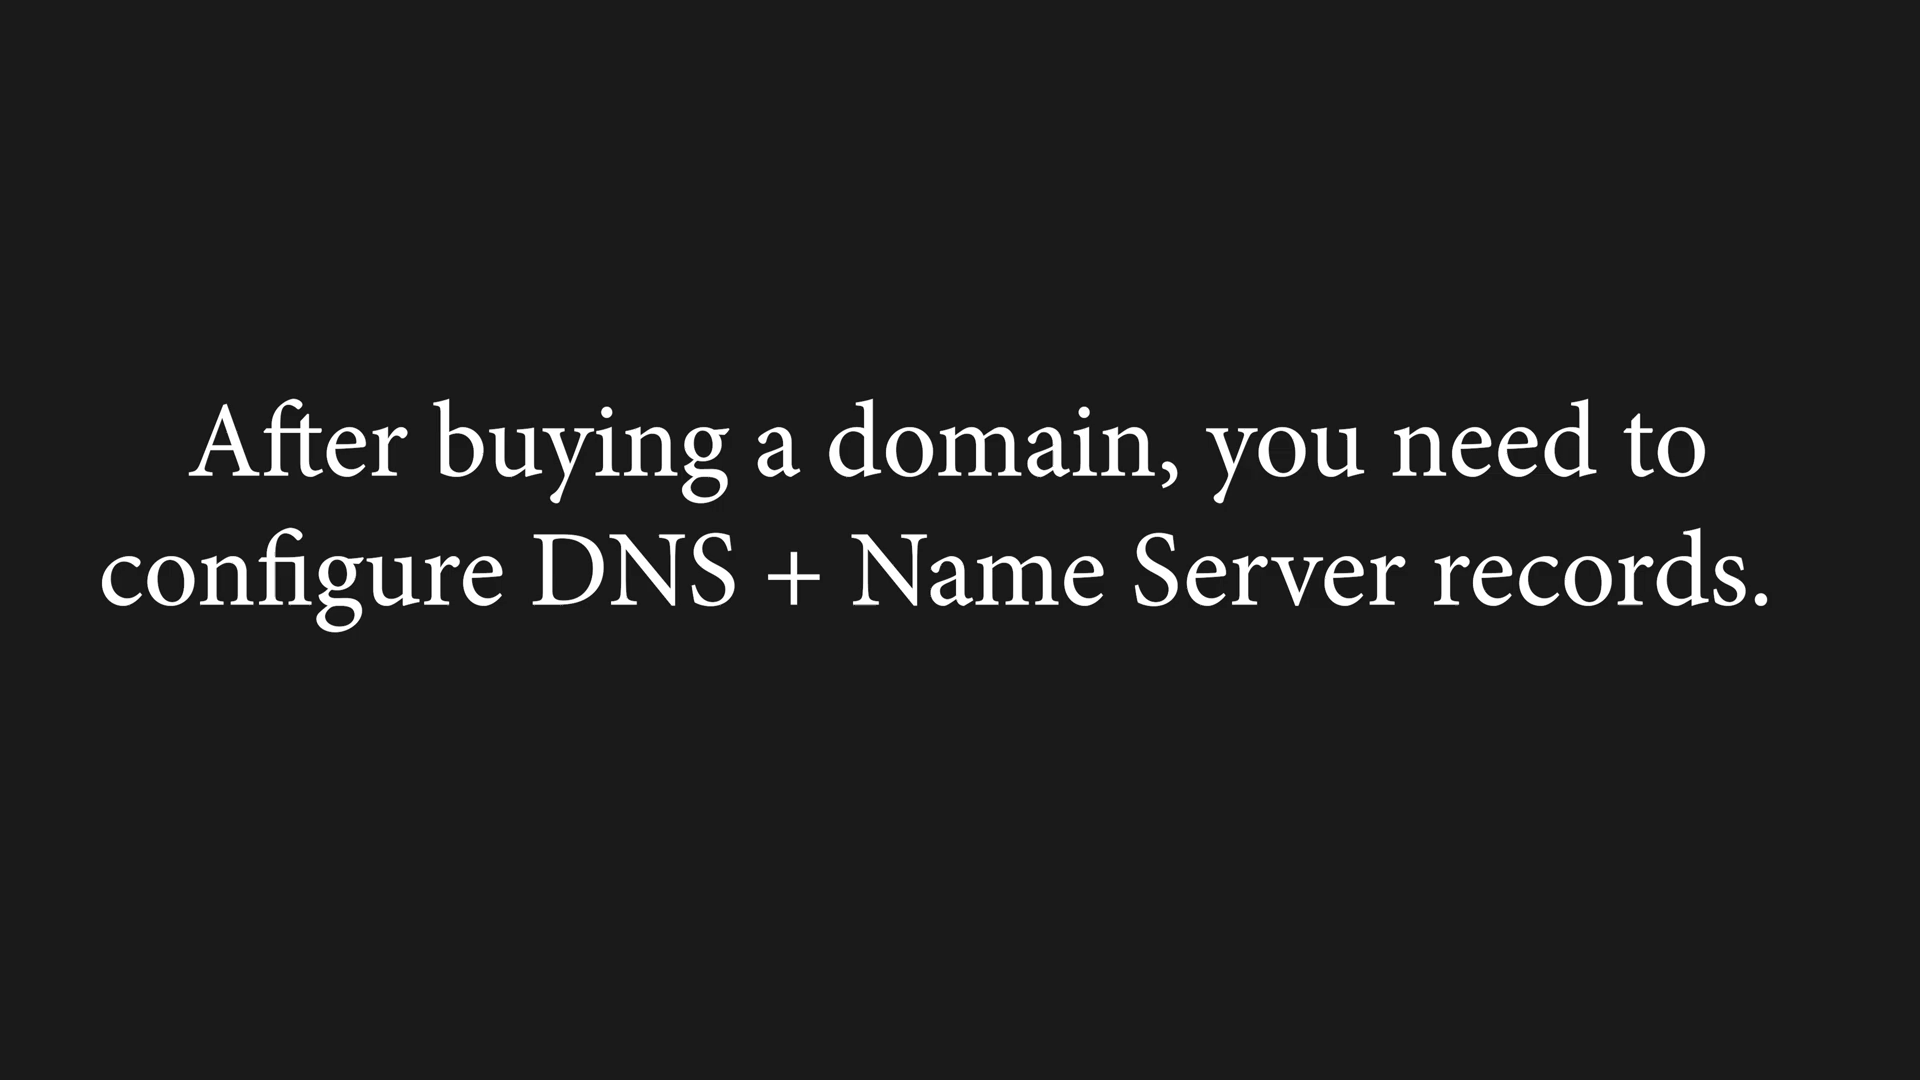 After buying a domain, you need to
configure DNS + Name Server records.